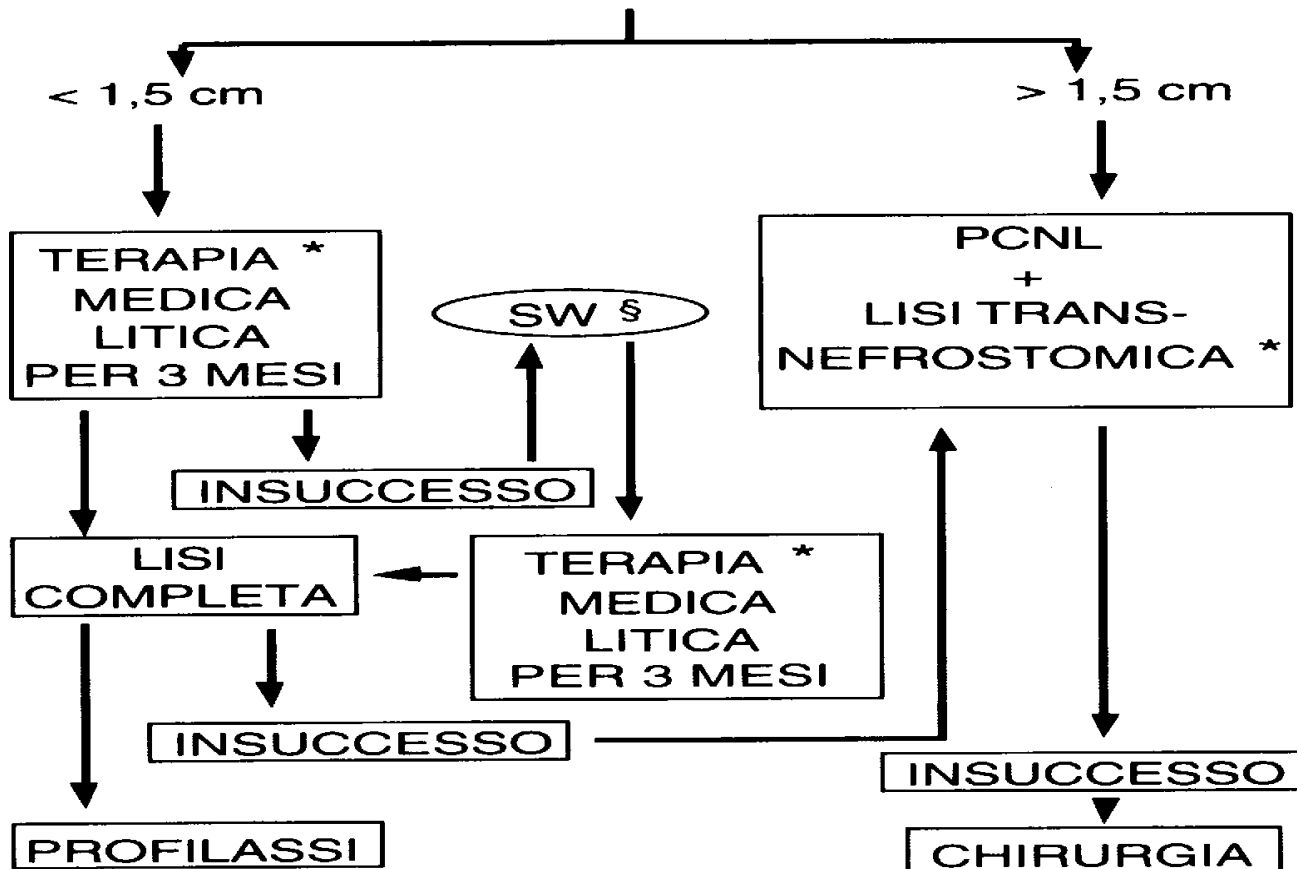 < 1,5 cm
> 1,5 cm
TERAPIA *
MEDICA
LITICA
PER 3 MESI
SW §
PCNL
+
LISI TRANS-
NEFROSTOMICA *
INSUCCESSO
LISI
COMPLETA
TERAPIA *
MEDICA
LITICA
PER 3 MESI
INSUCCESSO
INSUCCESSO
PROFILASSI
CHIRURGIA